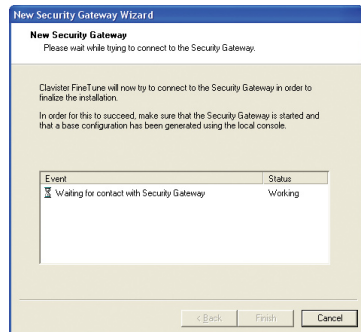 New Security Gateway Wizard
New Security Gateway
Please wait while trying to connect to the Security Gateway.
Clavister FineTune will now try to connect to the Security Gateway in order to
finalize the installation.
In order for this to succeed, make sure that the Security Gateway is started and
that a base configuration has been generated using the local console.
Event Status
Waiting for contact with Security Gateway Working
< Back Finish Cancel